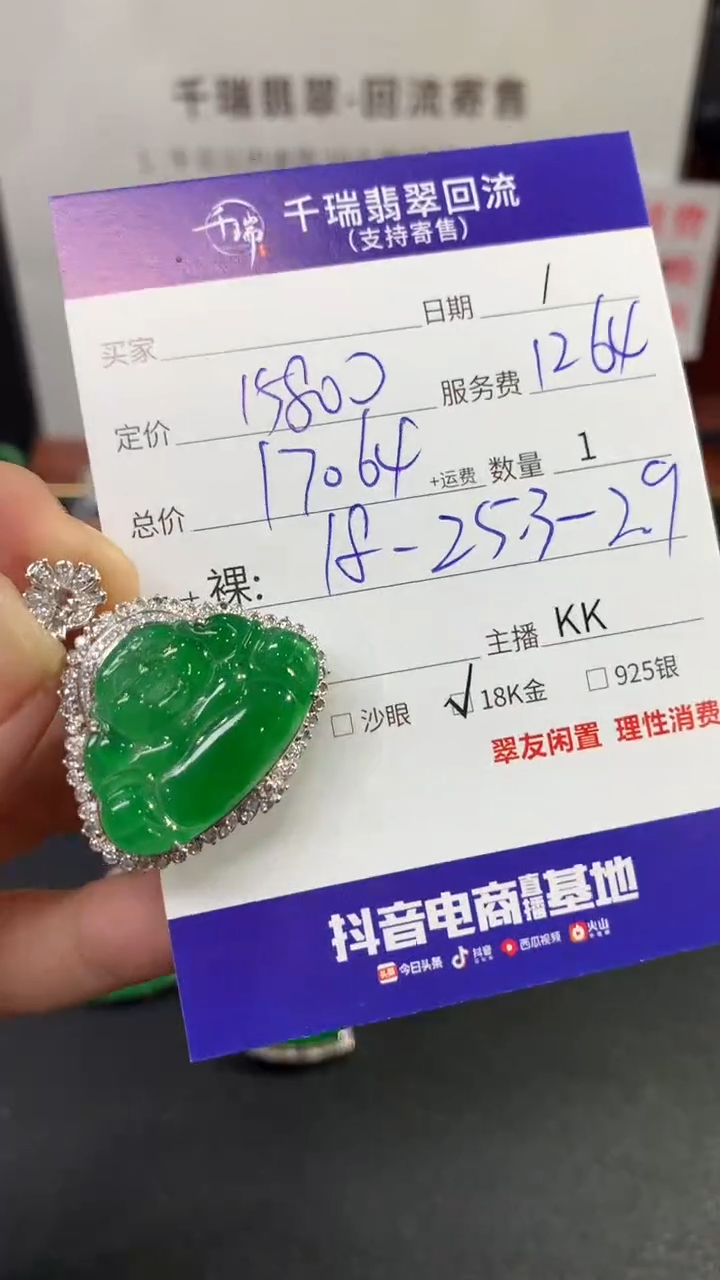 千瑞翡翠-回流寄售
千瑞 千瑞翡翠回流
(支持寄售)
买家 日期 /
定价 15800 服务费 1264
总价 17064 +运费 数量 1
裸: 18-25.3-2.9
主播 KK
□ 沙眼 ☑ 18K金 □ 925银
翠友闲置 理性消费
抖音电商直播基地
头条 今日头条 抖音 西瓜视频 火山